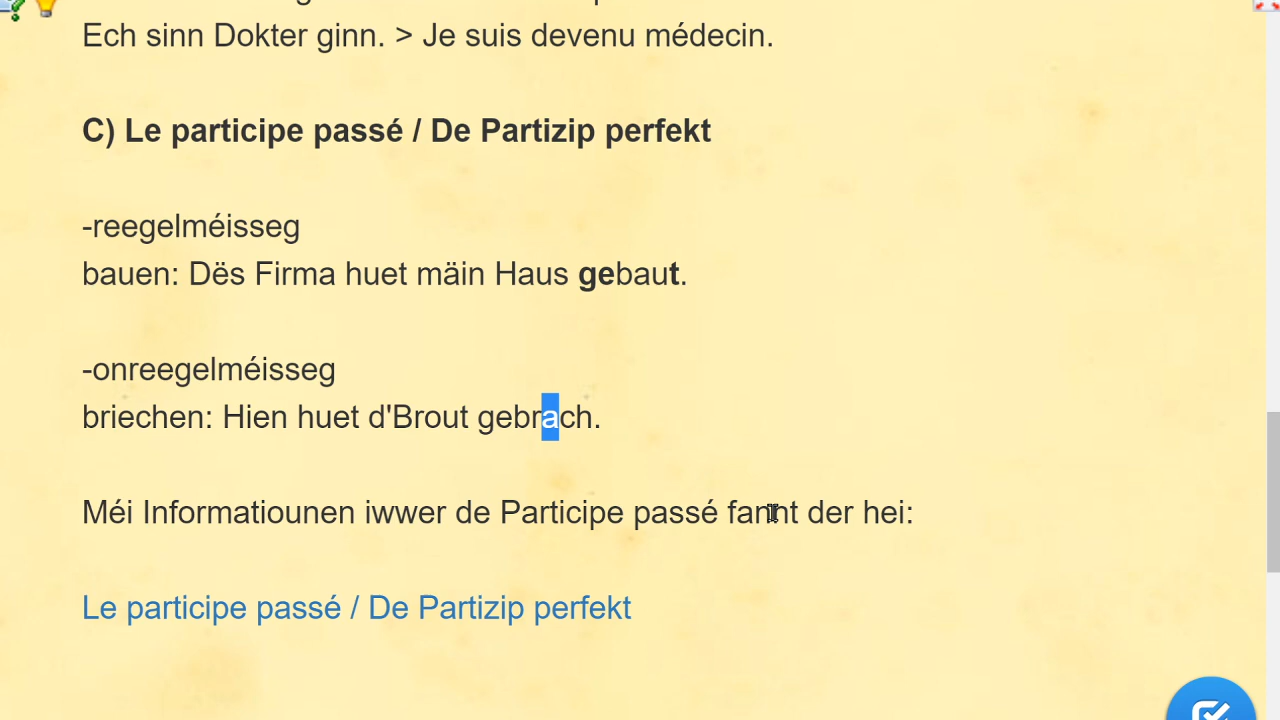 Ech sinn Dokter ginn. > Je suis devenu médecin.
C) Le participe passé / De Partizip perfekt
-reegelméisseg
bauen: Dës Firma huet mäin Haus gebaut.
-onreegelméisseg
briechen: Hien huet d'Brout gebrach.
Méi Informatiounen iwwer de Participe passé fannt der hei:
Le participe passé / De Partizip perfekt